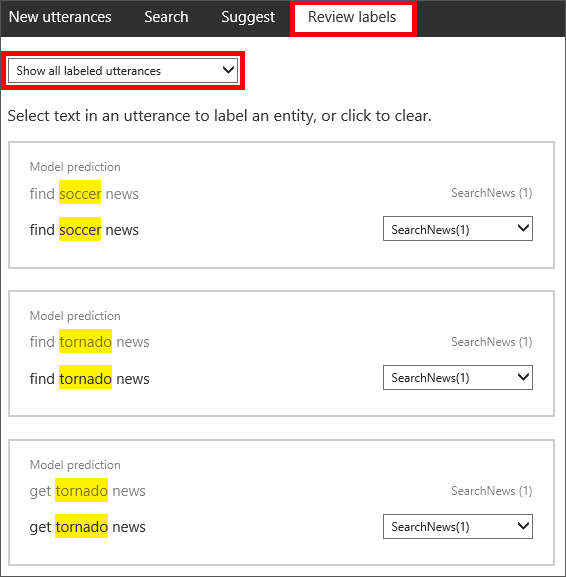 New utterances Search Suggest Review labels
Show all labeled utterances
Select text in an utterance to label an entity, or click to clear.
Model prediction
find soccer news SearchNews (1)
find soccer news SearchNews(1)
Model prediction
find tornado news SearchNews (1)
find tornado news SearchNews(1)
Model prediction
get tornado news SearchNews (1)
get tornado news SearchNews(1)